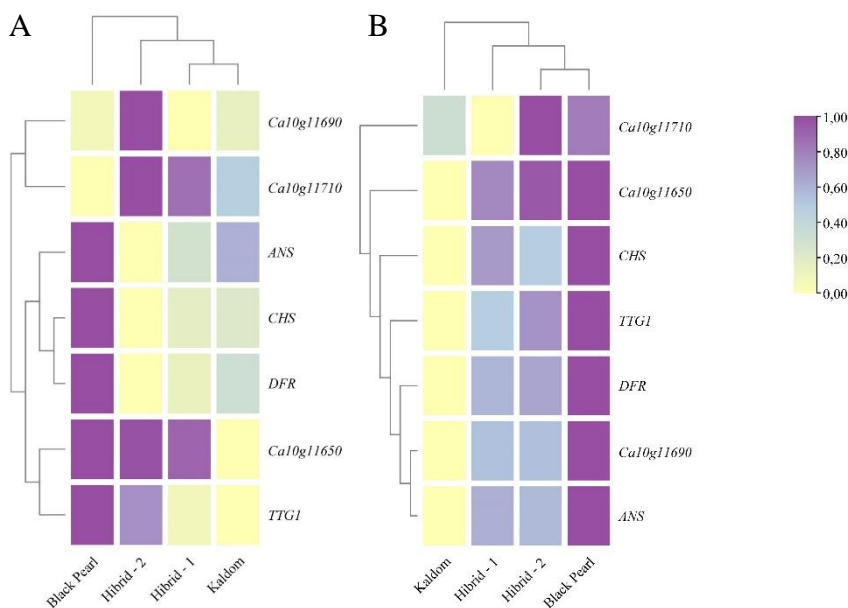 A
Ca10g11690
Ca10g11710
ANS
CHS
DFR
Ca10g11650
TTG1
Black Pearl
Hibrid - 2
Hibrid - 1
Kaldom
B
Ca10g11710
Ca10g11650
CHS
TTG1
DFR
Ca10g11690
ANS
Kaldom
Hibrid - 1
Hibrid - 2
Black Pearl
1,00
0,80
0,60
0,40
0,20
0,00